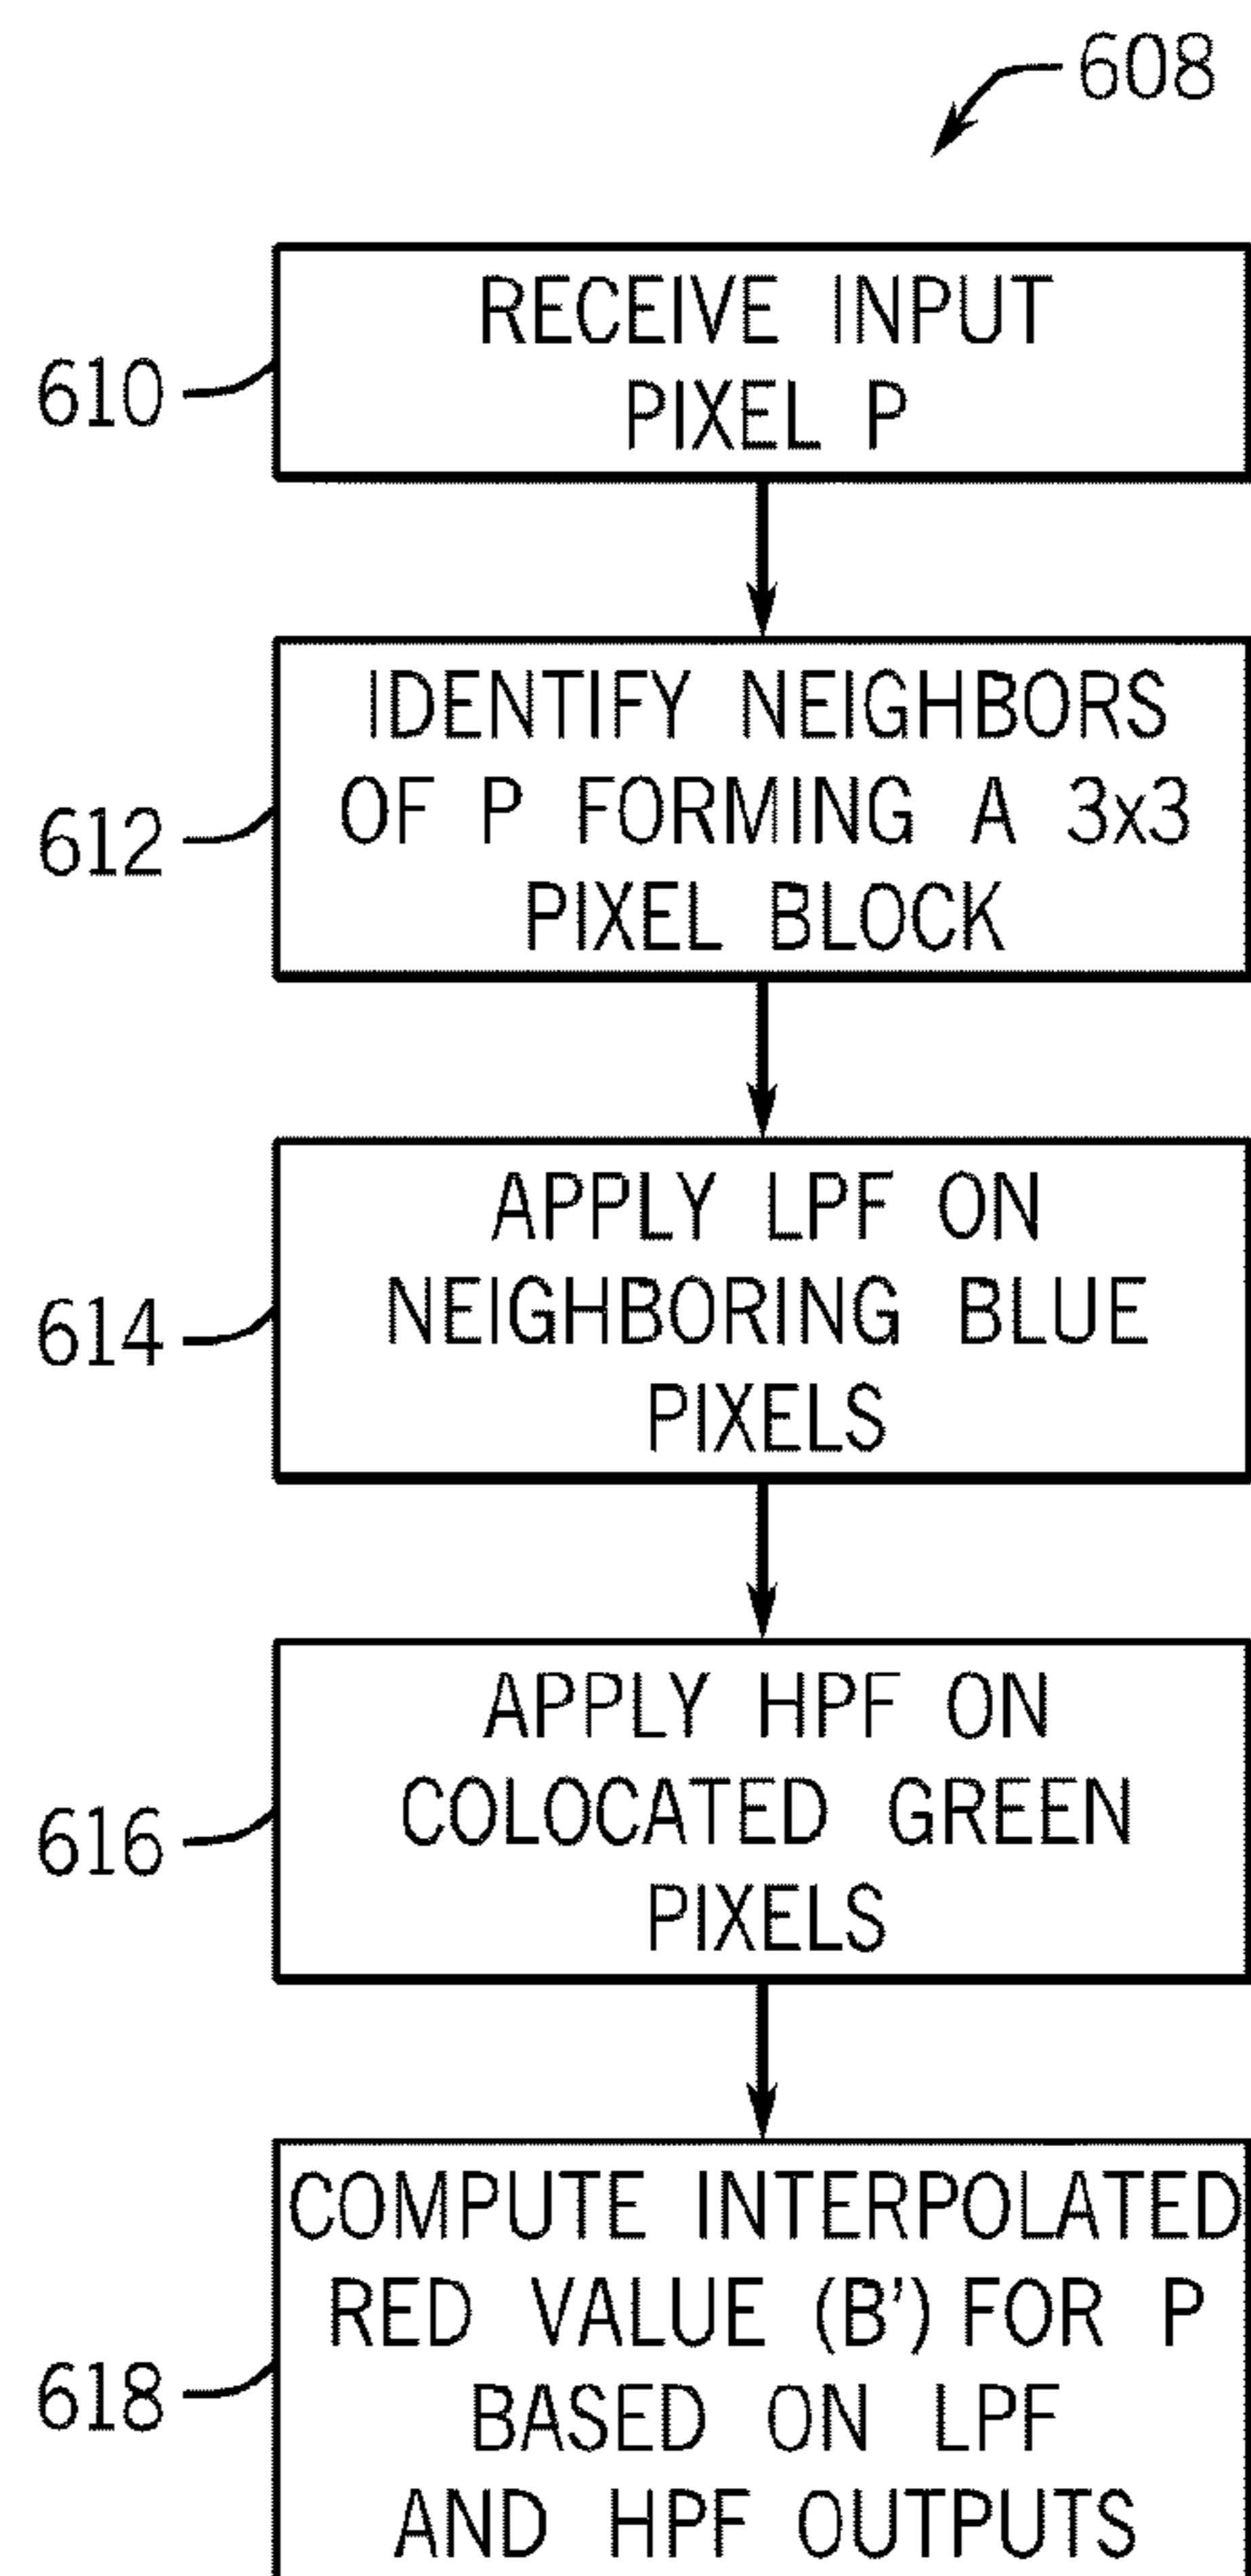 608
RECEIVE INPUT
PIXEL P
610
IDENTIFY NEIGHBORS
OF P FORMING A 3x3
PIXEL BLOCK
612
APPLY LPF ON
NEIGHBORING BLUE
PIXELS
614
APPLY HPF ON
COLOCATED GREEN
PIXELS
616
COMPUTE INTERPOLATED
RED VALUE (B') FOR P
BASED ON LPF
AND HPF OUTPUTS
618